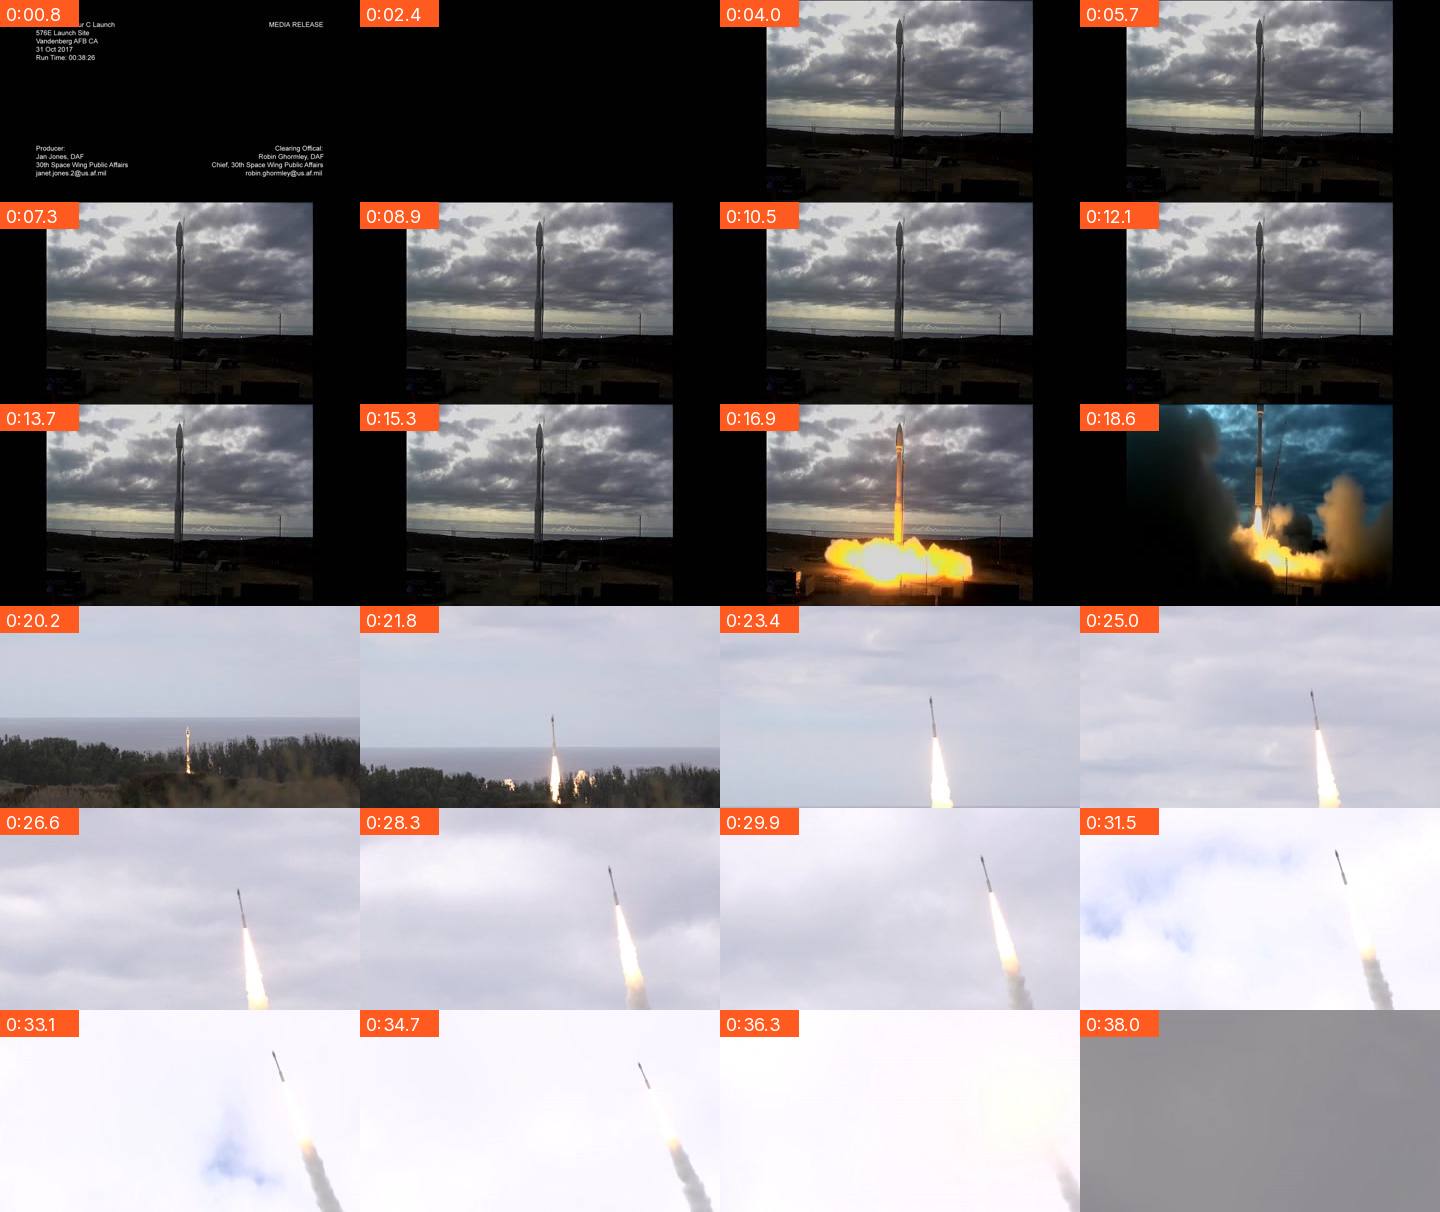 0:00.8
ur C Launch
MEDIA RELEASE
576E Launch Site
Vandenberg AFB CA
31 Oct 2017
Run Time: 00:38:26
Producer:
Jan Jones, DAF
30th Space Wing Public Affairs
janet.jones.2@us.af.mil
Clearing Offical:
Robin Ghormley, DAF
Chief, 30th Space Wing Public Affairs
robin.ghormley@us.af.mil
0:02.4
0:04.0
0:05.7
0:07.3
0:08.9
0:10.5
0:12.1
0:13.7
0:15.3
0:16.9
0:18.6
0:20.2
0:21.8
0:23.4
0:25.0
0:26.6
0:28.3
0:29.9
0:31.5
0:33.1
0:34.7
0:36.3
0:38.0